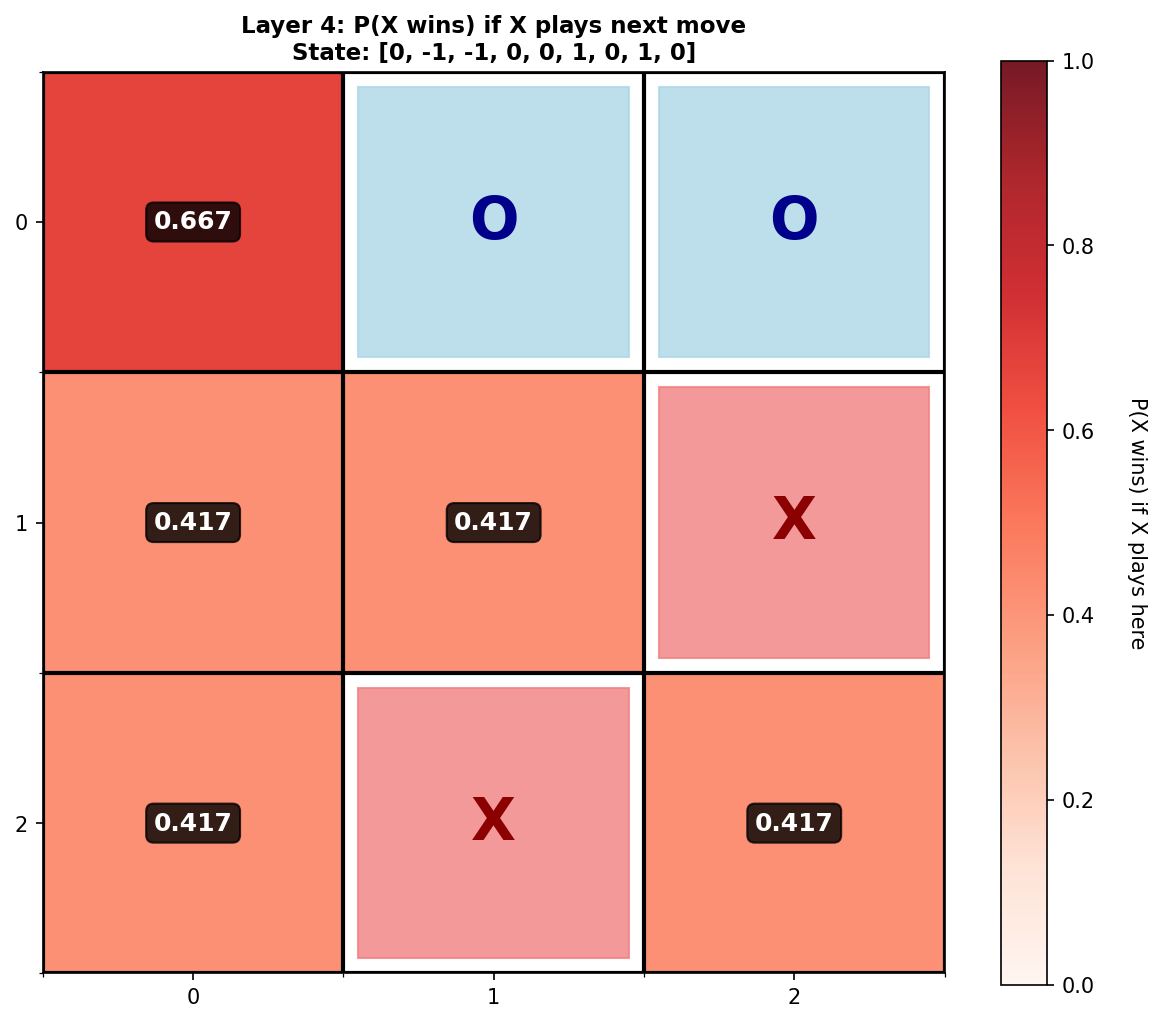 Layer 4: P(X wins) if X plays next move
State: [0, -1, -1, 0, 0, 1, 0, 1, 0]
0.667
O
O
0
0.417
0.417
X
1
0.417
X
0.417
2
0
1
2
1.0
0.8
0.6
0.4
0.2
0.0
P(X wins) if X plays here